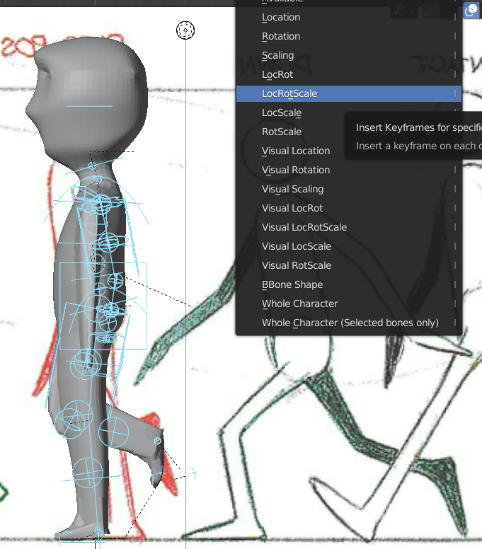 Location
Rotation
Scaling
LocRot
LocRotScale
LocScale
RotScale
Insert Keyframes for specifi
Insert a keyframe on each o
Visual Location
Visual Rotation
Visual Scaling
Visual LocRot
Visual LocRotScale
Visual LocScale
Visual RotScale
BBone Shape
Whole Character
Whole Character (Selected bones only)